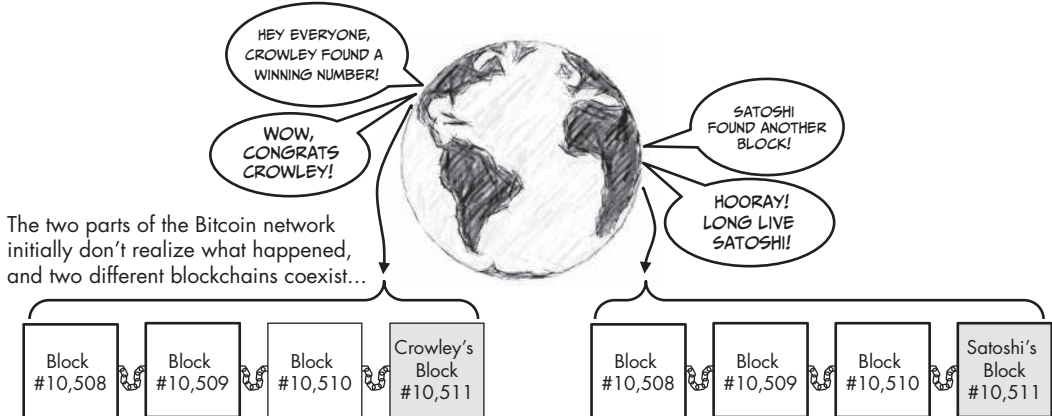 HEY EVERYONE,
CROWLEY FOUND A
WINNING NUMBER!
WOW,
CONGRATS
CROWLEY!
SATOSHI
FOUND ANOTHER
BLOCK!
HOORAY!
LONG LIVE
SATOSHI!
The two parts of the Bitcoin network
initially don’t realize what happened,
and two different blockchains coexist…
Block
#10,508
Block
#10,509
Block
#10,510
Crowley’s
Block
#10,511
Block
#10,508
Block
#10,509
Block
#10,510
Satoshi’s
Block
#10,511